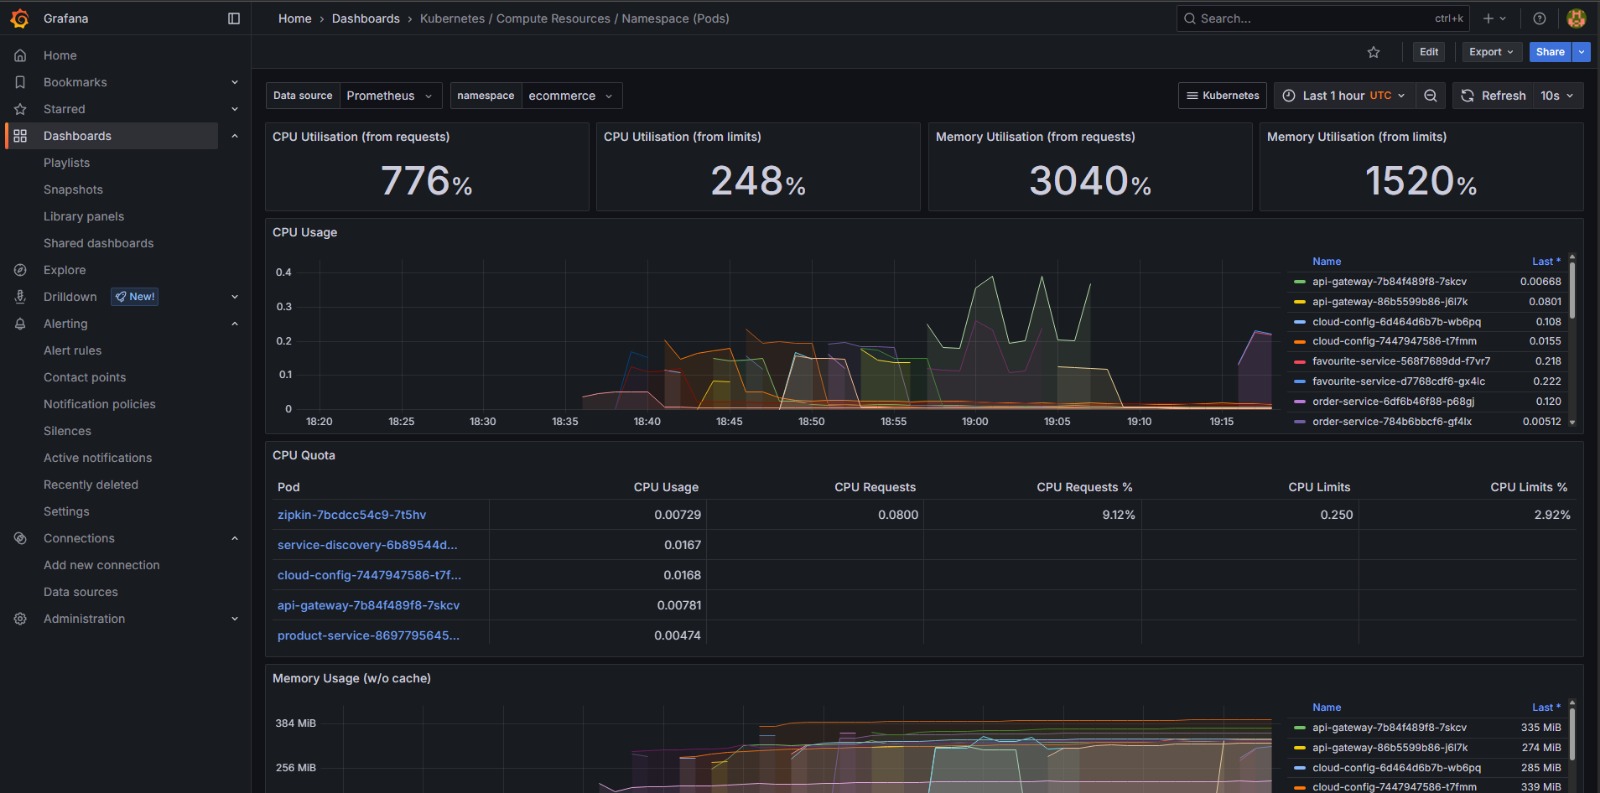 Grafana
Home › Dashboards › Kubernetes / Compute Resources / Namespace (Pods)
Search...
ctrl+k
Edit
Export
Share
Home
Bookmarks
Starred
Dashboards
Playlists
Snapshots
Library panels
Shared dashboards
Explore
Drilldown New!
Alerting
Alert rules
Contact points
Notification policies
Silences
Active notifications
Recently deleted
Settings
Connections
Add new connection
Data sources
Administration
Data source Prometheus namespace ecommerce
Kubernetes Last 1 hour UTC Refresh 10s
CPU Utilisation (from requests)
776%
CPU Utilisation (from limits)
248%
Memory Utilisation (from requests)
3040%
Memory Utilisation (from limits)
1520%
CPU Usage
0.4
0.3
0.2
0.1
0
18:20 18:25 18:30 18:35 18:40 18:45 18:50 18:55 19:00 19:05 19:10 19:15
Name Last *
api-gateway-7b84f489f8-7skcv 0.00668
api-gateway-86b5599b86-j6l7k 0.0801
cloud-config-6d464d6b7b-wb6pq 0.108
cloud-config-7447947586-t7fmm 0.0155
favourite-service-568f7689dd-f7vr7 0.218
favourite-service-d7768cdf6-gx4lc 0.222
order-service-6df6b46f88-p68gj 0.120
order-service-784b6bbcf6-gf4lx 0.00512
CPU Quota
Pod CPU Usage CPU Requests CPU Requests % CPU Limits CPU Limits %
zipkin-7bcdcc54c9-7t5hv 0.00729 0.0800 9.12% 0.250 2.92%
service-discovery-6b89544d... 0.0167
cloud-config-7447947586-t7f... 0.0168
api-gateway-7b84f489f8-7skcv 0.00781
product-service-8697795645... 0.00474
Memory Usage (w/o cache)
384 MiB
256 MiB
Name Last *
api-gateway-7b84f489f8-7skcv 335 MiB
api-gateway-86b5599b86-j6l7k 274 MiB
cloud-config-6d464d6b7b-wb6pq 285 MiB
cloud-config-7447947586-t7fmm 339 MiB